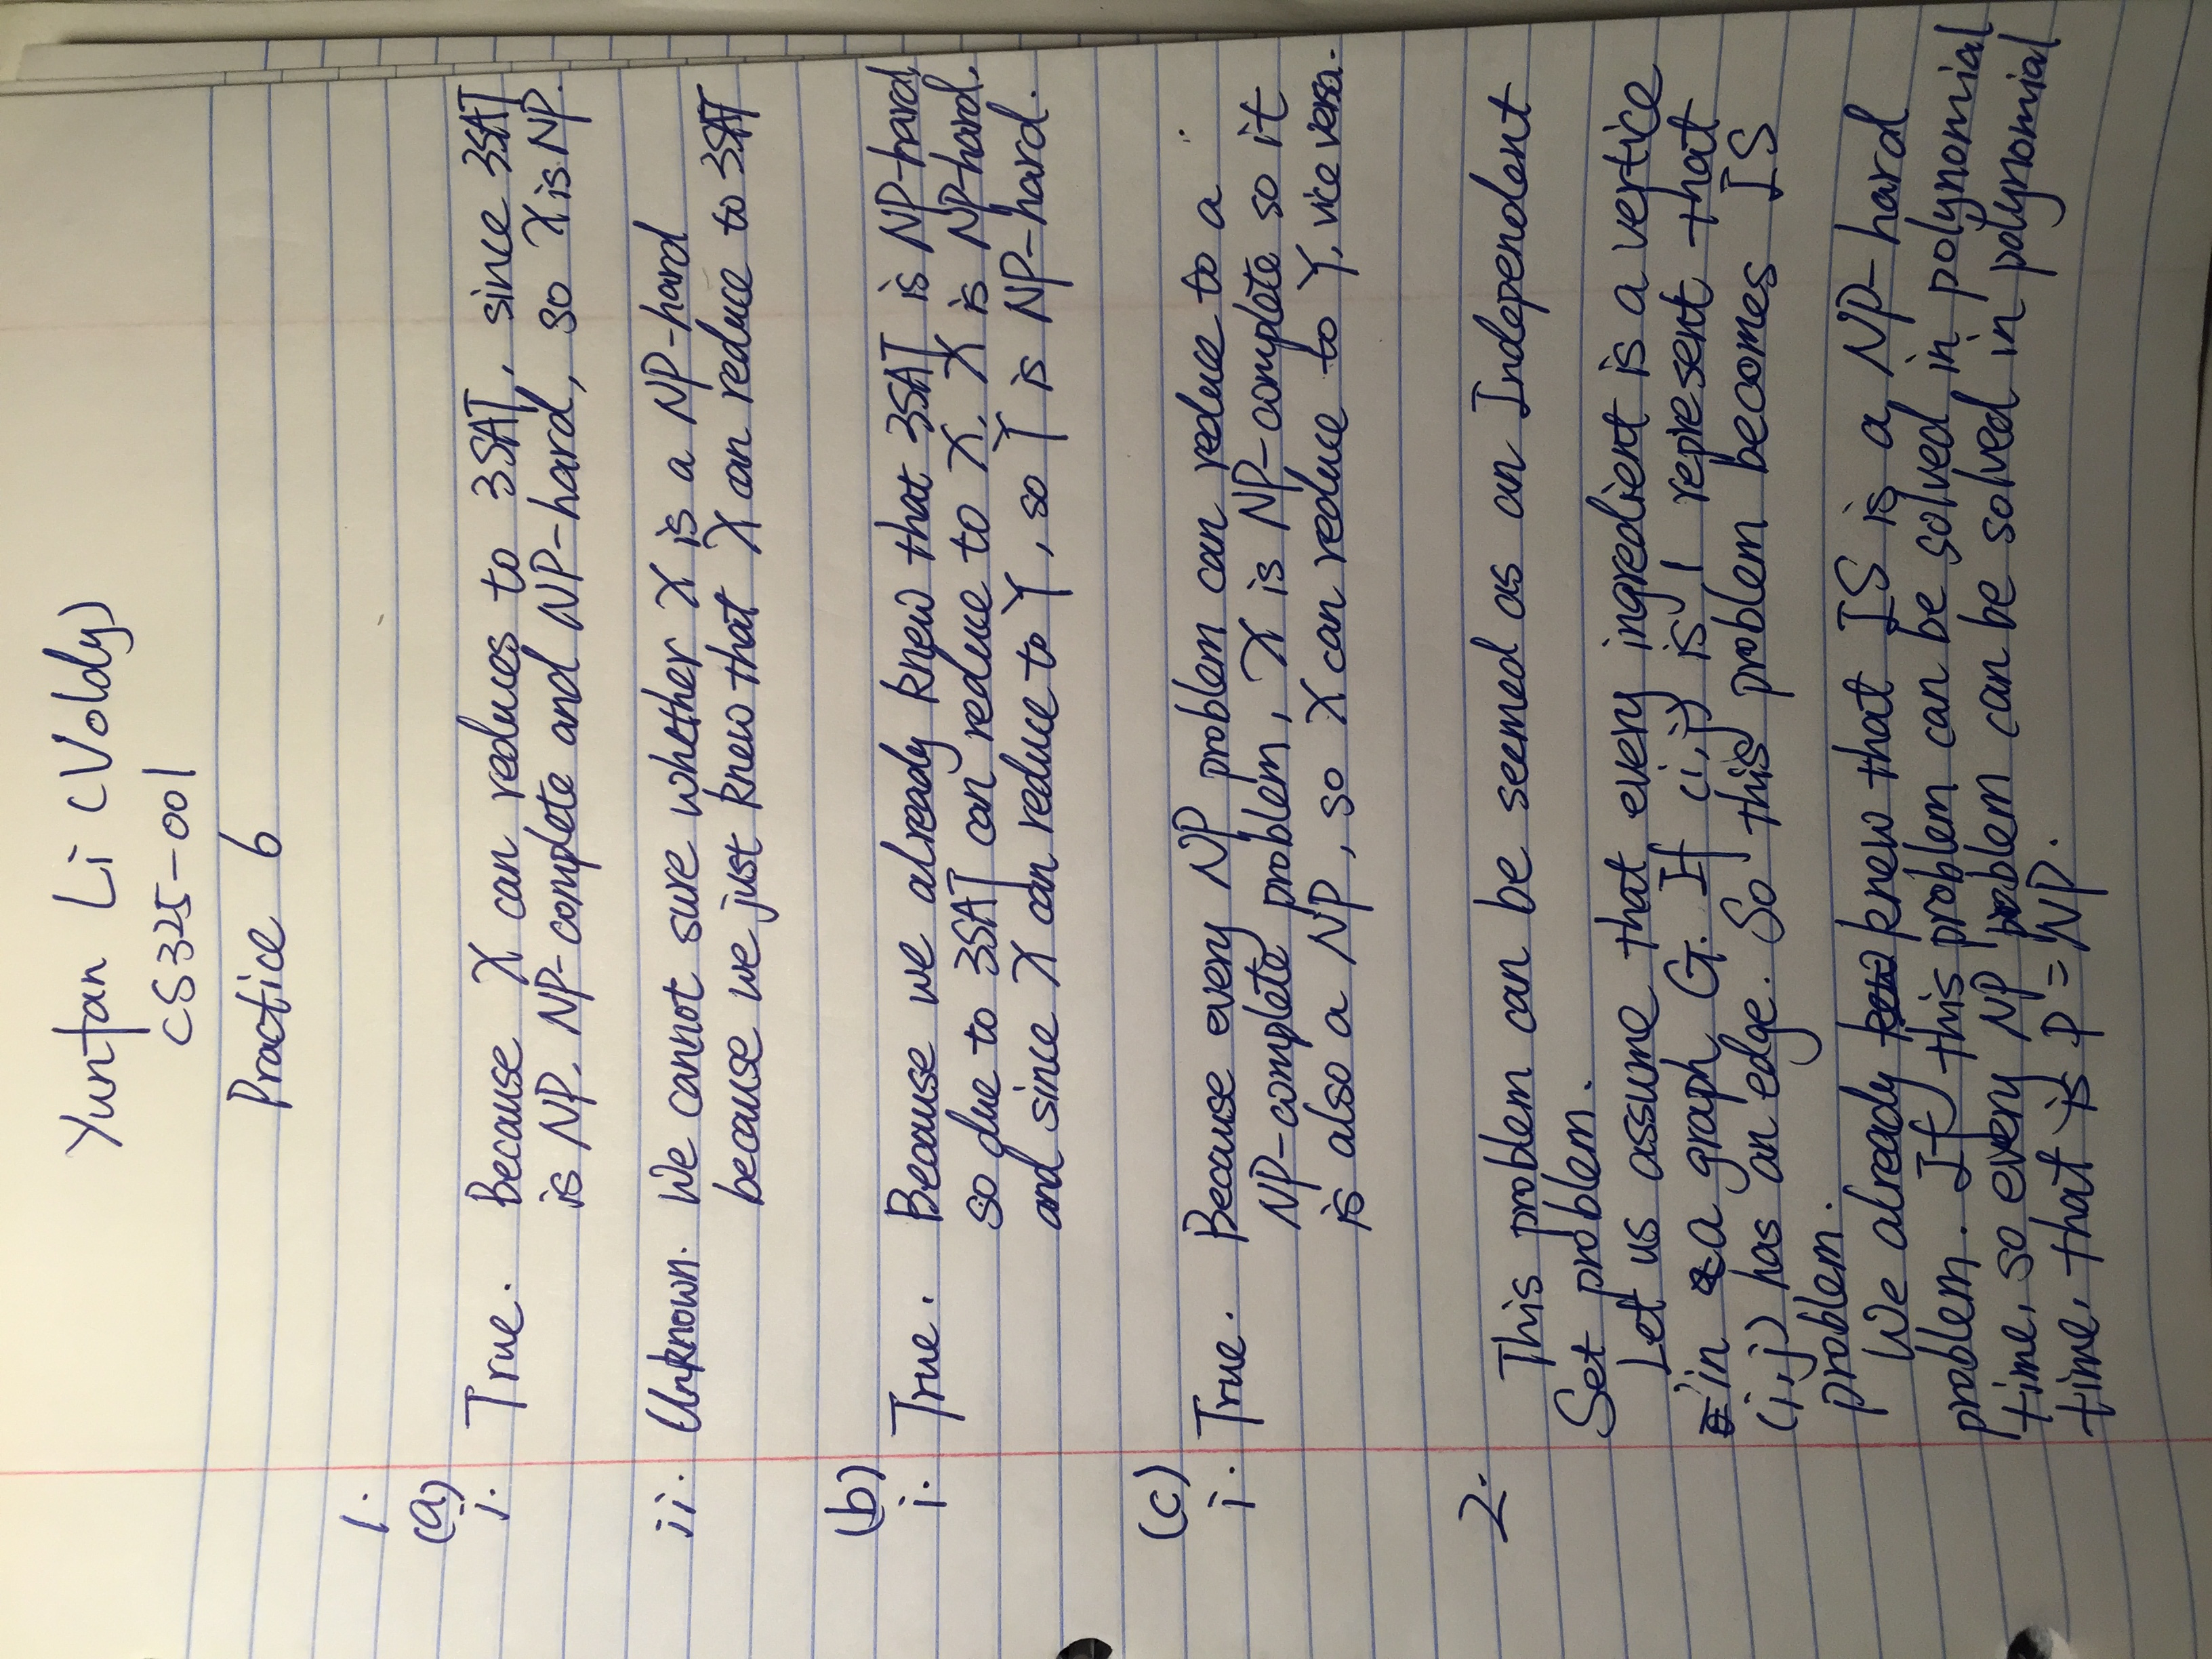 Yunfan Li (Voldy)
CS325-001
Practice 6
1.
(a)
i. True. Because X can reduces to 3SAT, since 3SAT
is NP, NP-complete and NP-hard, so X is NP.
ii. Unknown. We cannot sure whether X is a NP-hard
because we just knew that X can reduce to 3SAT
(b)
i. True. Because we already knew that 3SAT is NP-hard,
so due to 3SAT can reduce to X, X is NP-hard.
and since X can reduce to Y, so Y is NP-hard.
(c)
i. True. Because every NP problem can reduce to a
NP-complete problem, X is NP-complete so it
is also a NP, so X can reduce to Y, vice versa.
2.
This problem can be seemed as an Independent
Set problem.
Let us assume that every ingredient is a vertice
in a graph G. If (i,j) is 1 represent that
(i,j) has an edge. So this problem becomes IS
problem.
We already knew that IS is a NP-hard
problem. If this problem can be solved in polynomial
time, so every NP problem can be solved in polynomial
time, that is P = NP.